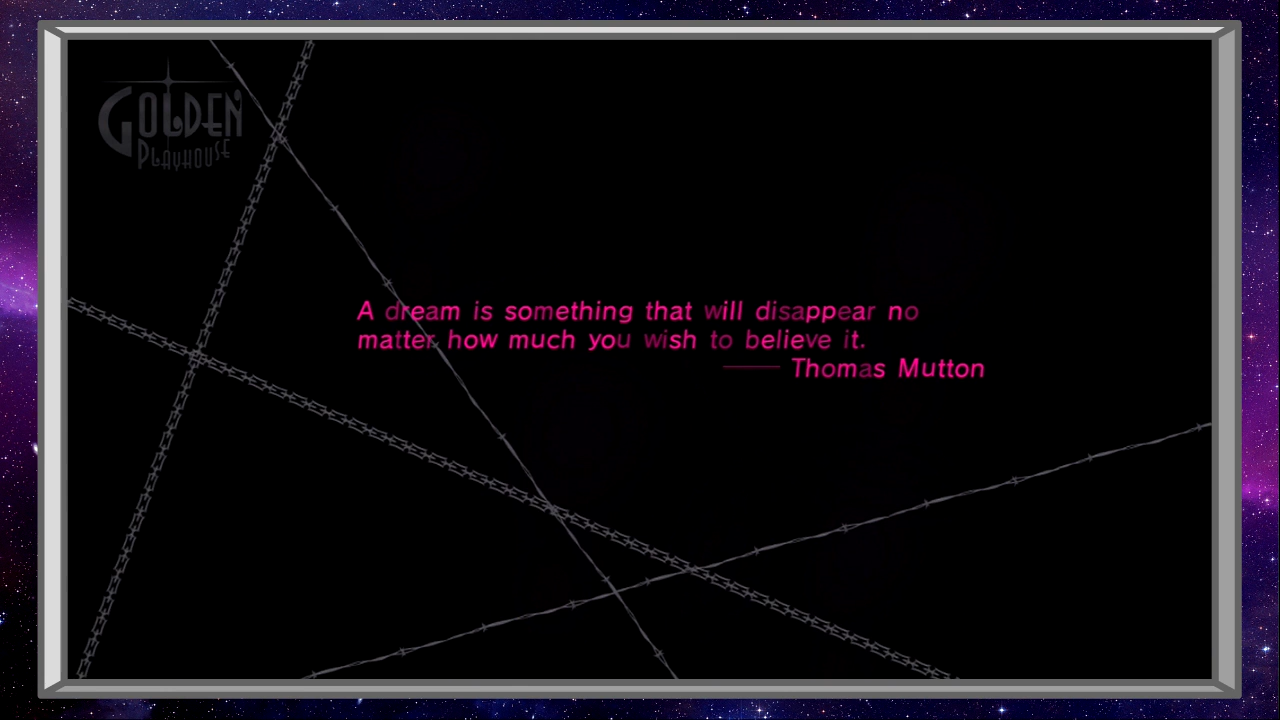 GOLDEN
PLAYHOUSE
A dream is something that will disappear no
matter how much you wish to believe it.
—— Thomas Mutton